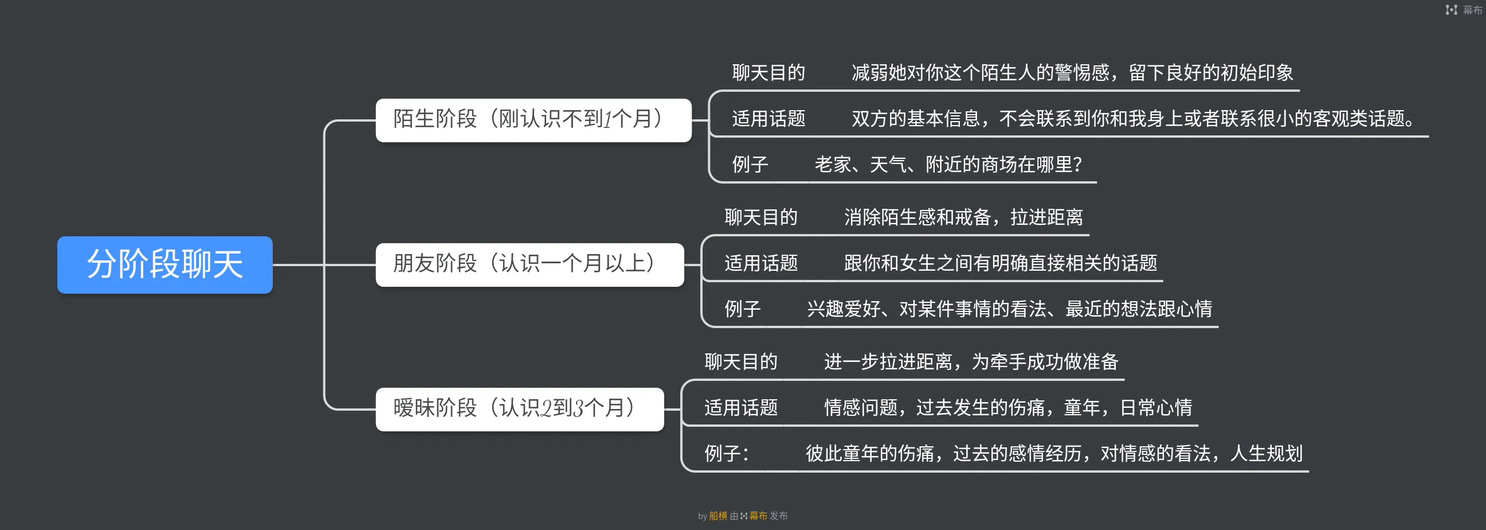 幕布
分阶段聊天
陌生阶段（刚认识不到1个月）
聊天目的 减弱她对你这个陌生人的警惕感，留下良好的初始印象
适用话题 双方的基本信息，不会联系到你和我身上或者联系很小的客观类话题。
例子 老家、天气、附近的商场在哪里？
朋友阶段（认识一个月以上）
聊天目的 消除陌生感和戒备，拉进距离
适用话题 跟你和女生之间有明确直接相关的话题
例子 兴趣爱好、对某件事情的看法、最近的想法跟心情
暧昧阶段（认识2到3个月）
聊天目的 进一步拉进距离，为牵手成功做准备
适用话题 情感问题，过去发生的伤痛，童年，日常心情
例子： 彼此童年的伤痛，过去的感情经历，对情感的看法，人生规划
by 船横 由 幕布 发布